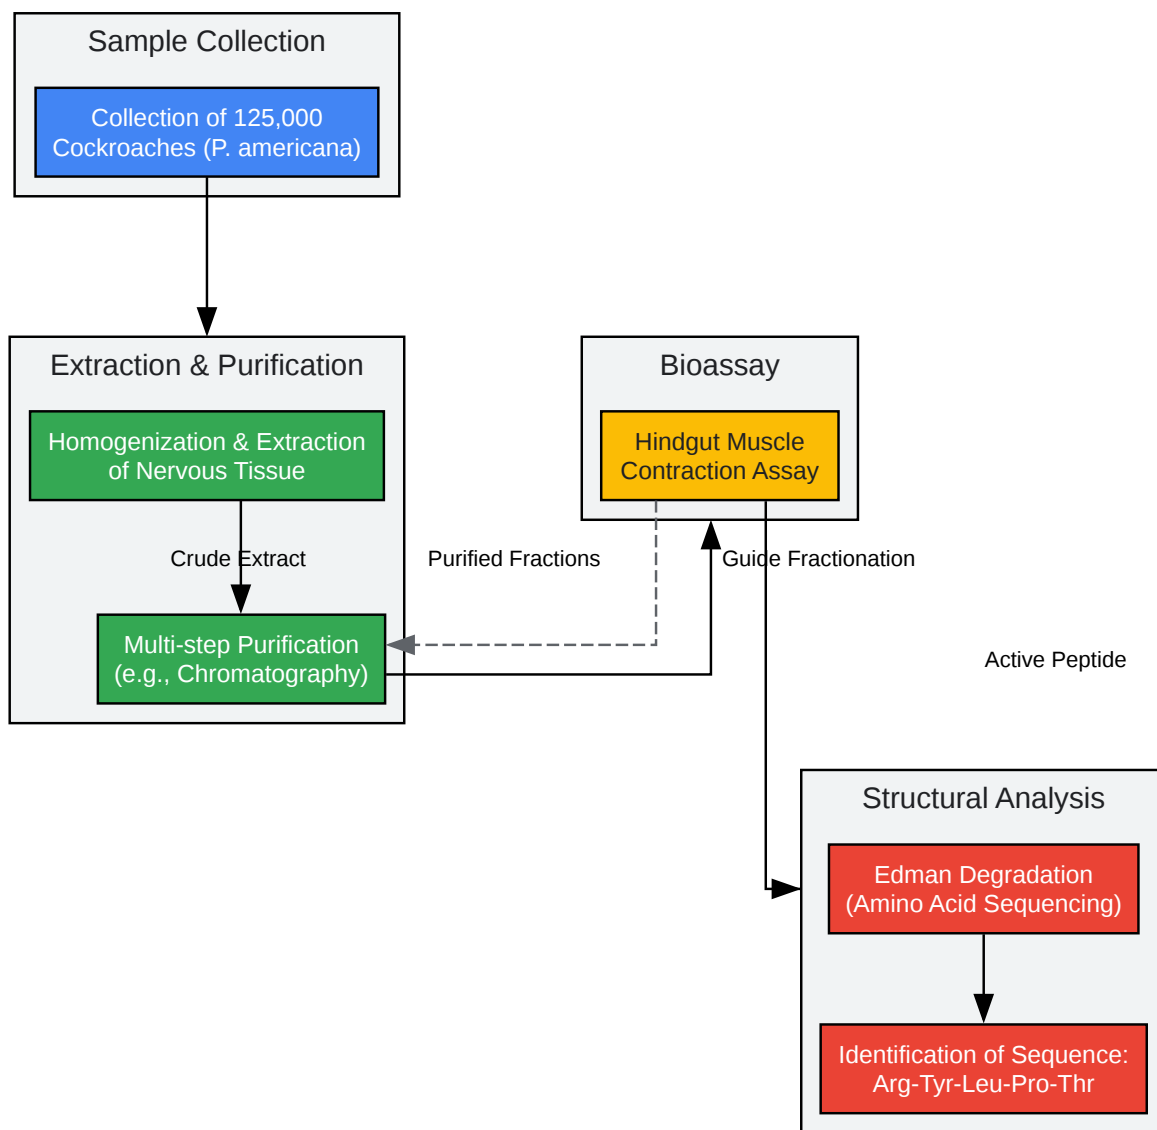 Sample Collection
Collection of 125,000
Cockroaches (P. americana)
Extraction & Purification
Homogenization & Extraction
of Nervous Tissue
Crude Extract
Multi-step Purification
(e.g., Chromatography)
Bioassay
Hindgut Muscle
Contraction Assay
Purified Fractions
Guide Fractionation
Active Peptide
Structural Analysis
Edman Degradation
(Amino Acid Sequencing)
Identification of Sequence:
Arg-Tyr-Leu-Pro-Thr